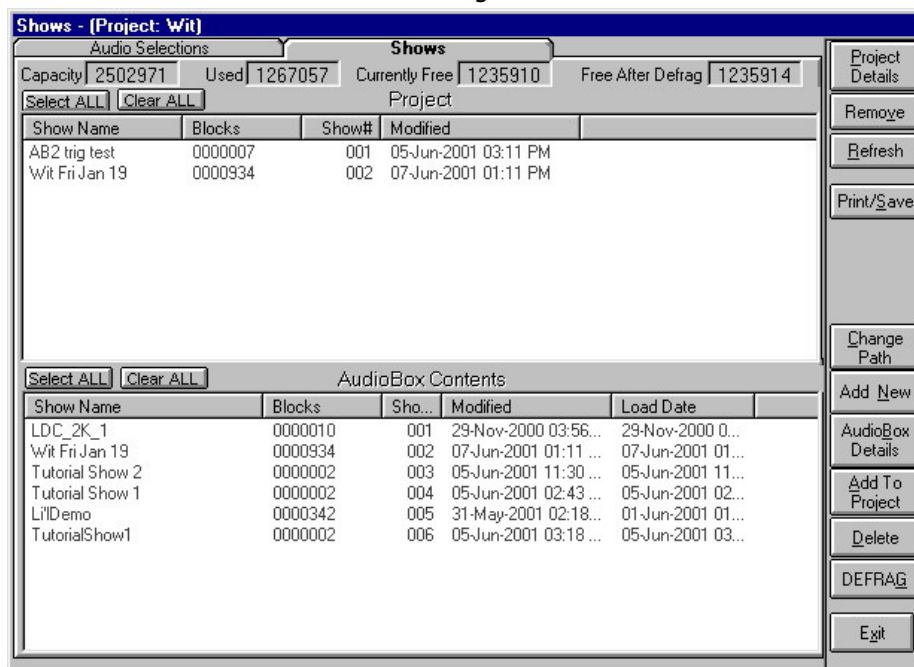 Shows - (Project: Wit)
Audio Selections Shows
Capacity 2502971 Used 1267057 Currently Free 1235910 Free After Defrag 1235914
Select ALL Clear ALL Project
Show Name Blocks Show# Modified
AB2 trig test 0000007 001 05-Jun-2001 03:11 PM
Wit Fri Jan 19 0000934 002 07-Jun-2001 01:11 PM
Select ALL Clear ALL AudioBox Contents
Show Name Blocks Sho... Modified Load Date
LDC_2K_1 0000010 001 29-Nov-2000 03:56... 29-Nov-2000 0...
Wit Fri Jan 19 0000934 002 07-Jun-2001 01:11 ... 07-Jun-2001 01...
Tutorial Show 2 0000002 003 05-Jun-2001 11:30 ... 05-Jun-2001 11...
Tutorial Show 1 0000002 004 05-Jun-2001 02:43 ... 05-Jun-2001 02...
Li'lDemo 0000342 005 31-May-2001 02:18... 01-Jun-2001 01...
TutorialShow1 0000002 006 05-Jun-2001 03:18 ... 05-Jun-2001 03...
Project
Details
Remove
Refresh
Print/Save
Change
Path
Add New
AudioBox
Details
Add To
Project
Delete
DEFRAG
Exit